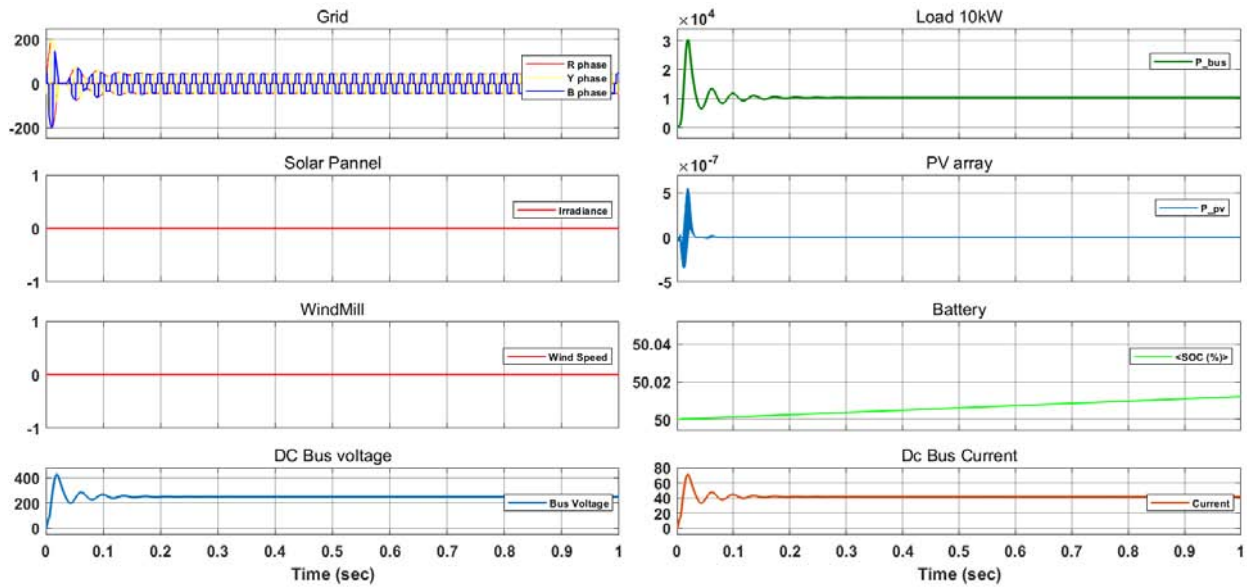 Grid
200
0
-200
R phase
Y phase
B phase
Load 10kW
×10^4
3
2
1
0
P_bus
Solar Pannel
1
0
-1
Irradiance
PV array
×10^-7
5
0
-5
P_pv
WindMill
1
0
-1
Wind Speed
Battery
50.04
50.02
50
<SOC (%)>
DC Bus voltage
400
200
0
Bus Voltage
0 0.1 0.2 0.3 0.4 0.5 0.6 0.7 0.8 0.9 1
Time (sec)
Dc Bus Current
80
60
40
20
0
Current
0 0.1 0.2 0.3 0.4 0.5 0.6 0.7 0.8 0.9 1
Time (sec)